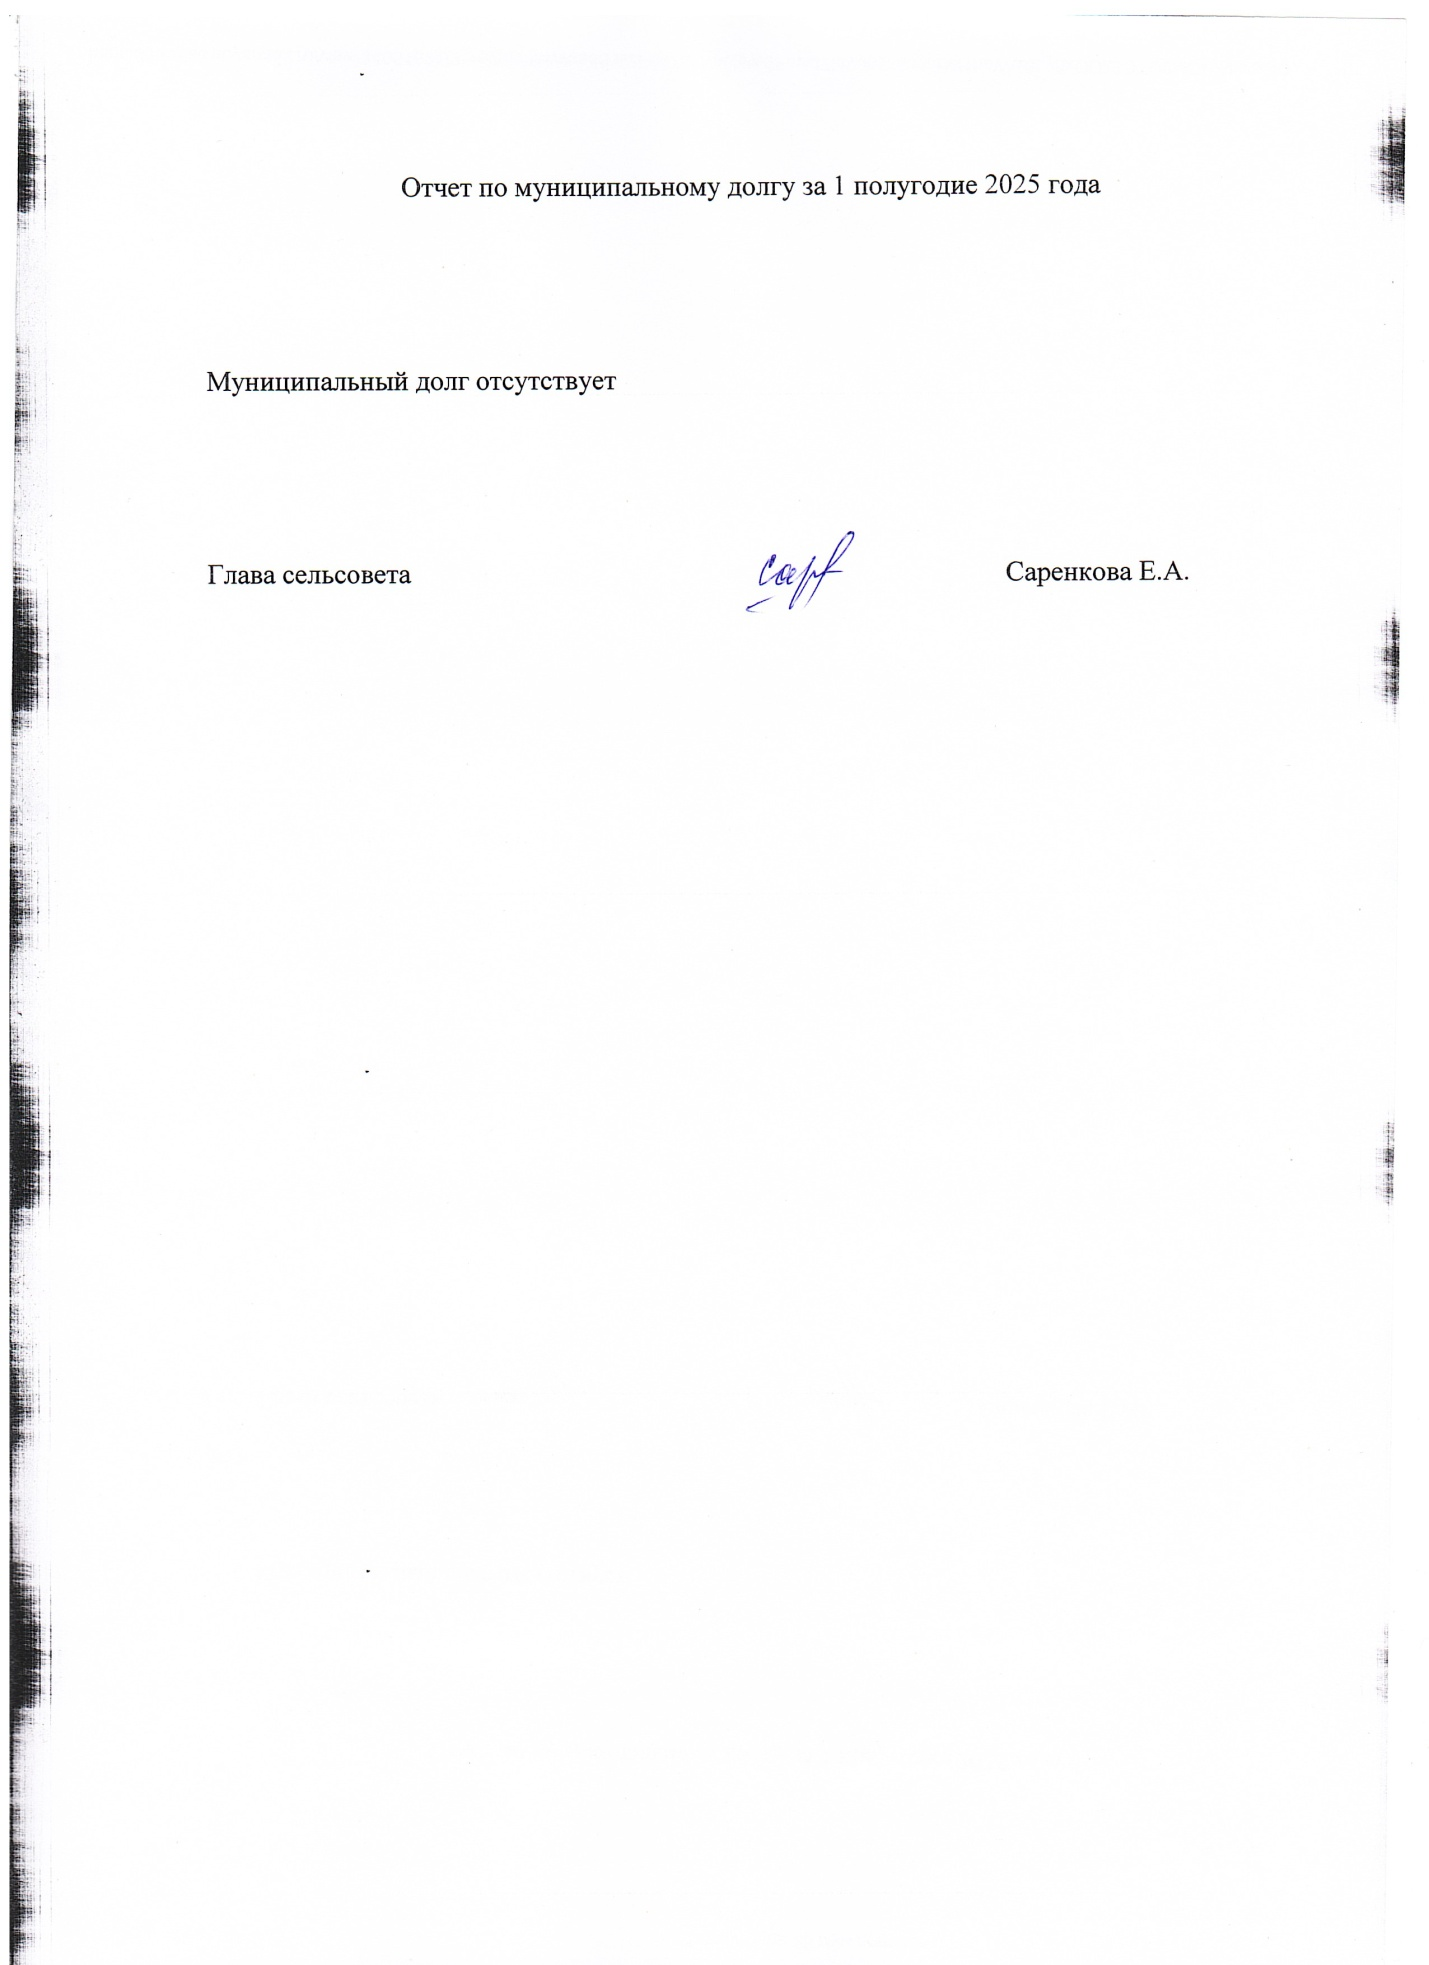 Отчет по муниципальному долгу за 1 полугодие 2025 года
Муниципальный долг отсутствует
Глава сельсовета Саренкова Е.А.